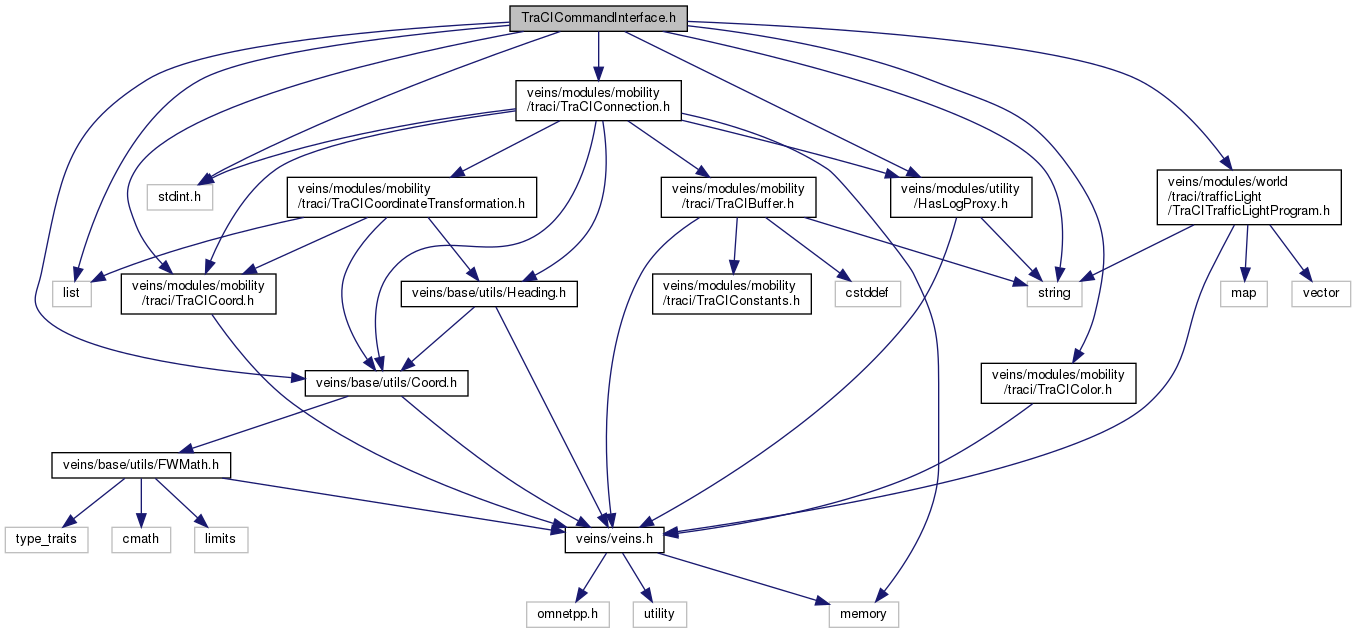 TraCICommandInterface.h
veins/modules/mobility
/traci/TraCIConnection.h
stdint.h
veins/modules/mobility
/traci/TraCICoordinateTransformation.h
veins/modules/mobility
/traci/TraCIBuffer.h
veins/modules/utility
/HasLogProxy.h
veins/modules/world
/traci/trafficLight
/TraCITrafficLightProgram.h
list
veins/modules/mobility
/traci/TraCICoord.h
veins/base/utils/Heading.h
veins/modules/mobility
/traci/TraCIConstants.h
cstddef
string
map
vector
veins/base/utils/Coord.h
veins/modules/mobility
/traci/TraCIColor.h
veins/base/utils/FWMath.h
type_traits
cmath
limits
veins/veins.h
omnetpp.h
utility
memory